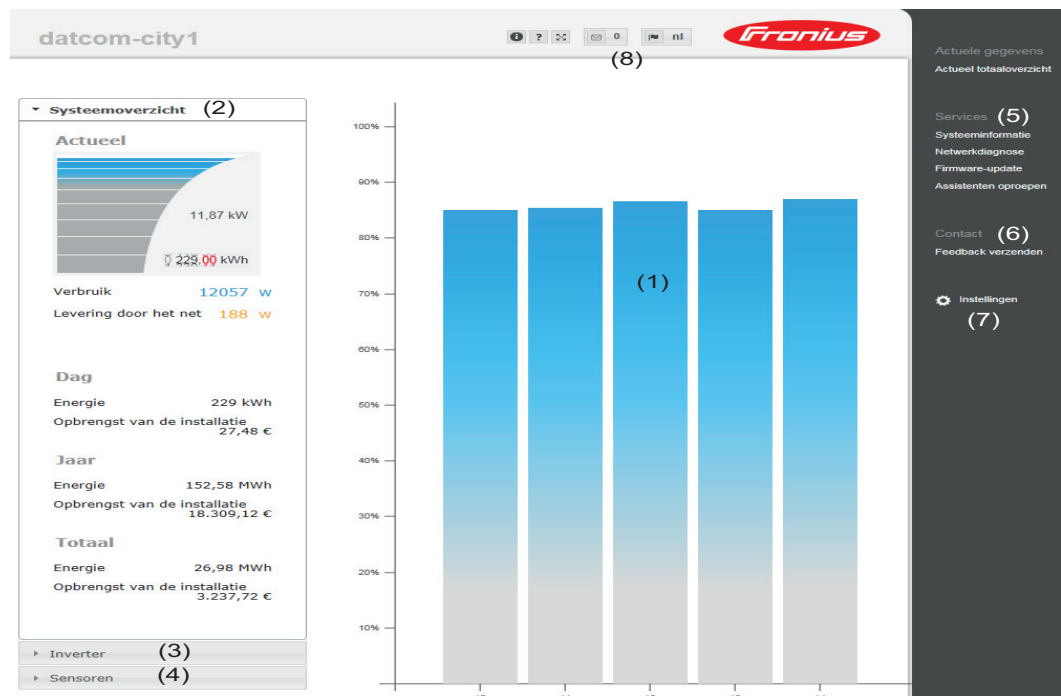 datcom-city1
i ? 0 nl
(8)
Fronius
Systeemoverzicht (2)
Actueel
11,87 kW
229,00 kWh
Verbruik 12057 w
Levering door het net 188 w
Dag
Energie 229 kWh
Opbrengst van de installatie
27,48 €
Jaar
Energie 152,58 MWh
Opbrengst van de installatie
18.309,12 €
Totaal
Energie 26,98 MWh
Opbrengst van de installatie
3.237,72 €
Inverter (3)
Sensoren (4)
100%
90%
80%
70%
60%
50%
40%
30%
20%
10%
(1)
Actuele gegevens
Actueel totaaloverzicht
Services (5)
Systeeminformatie
Netwerkdiagnose
Firmware-update
Assistenten oproepen
Contact (6)
Feedback verzenden
Instellingen
(7)